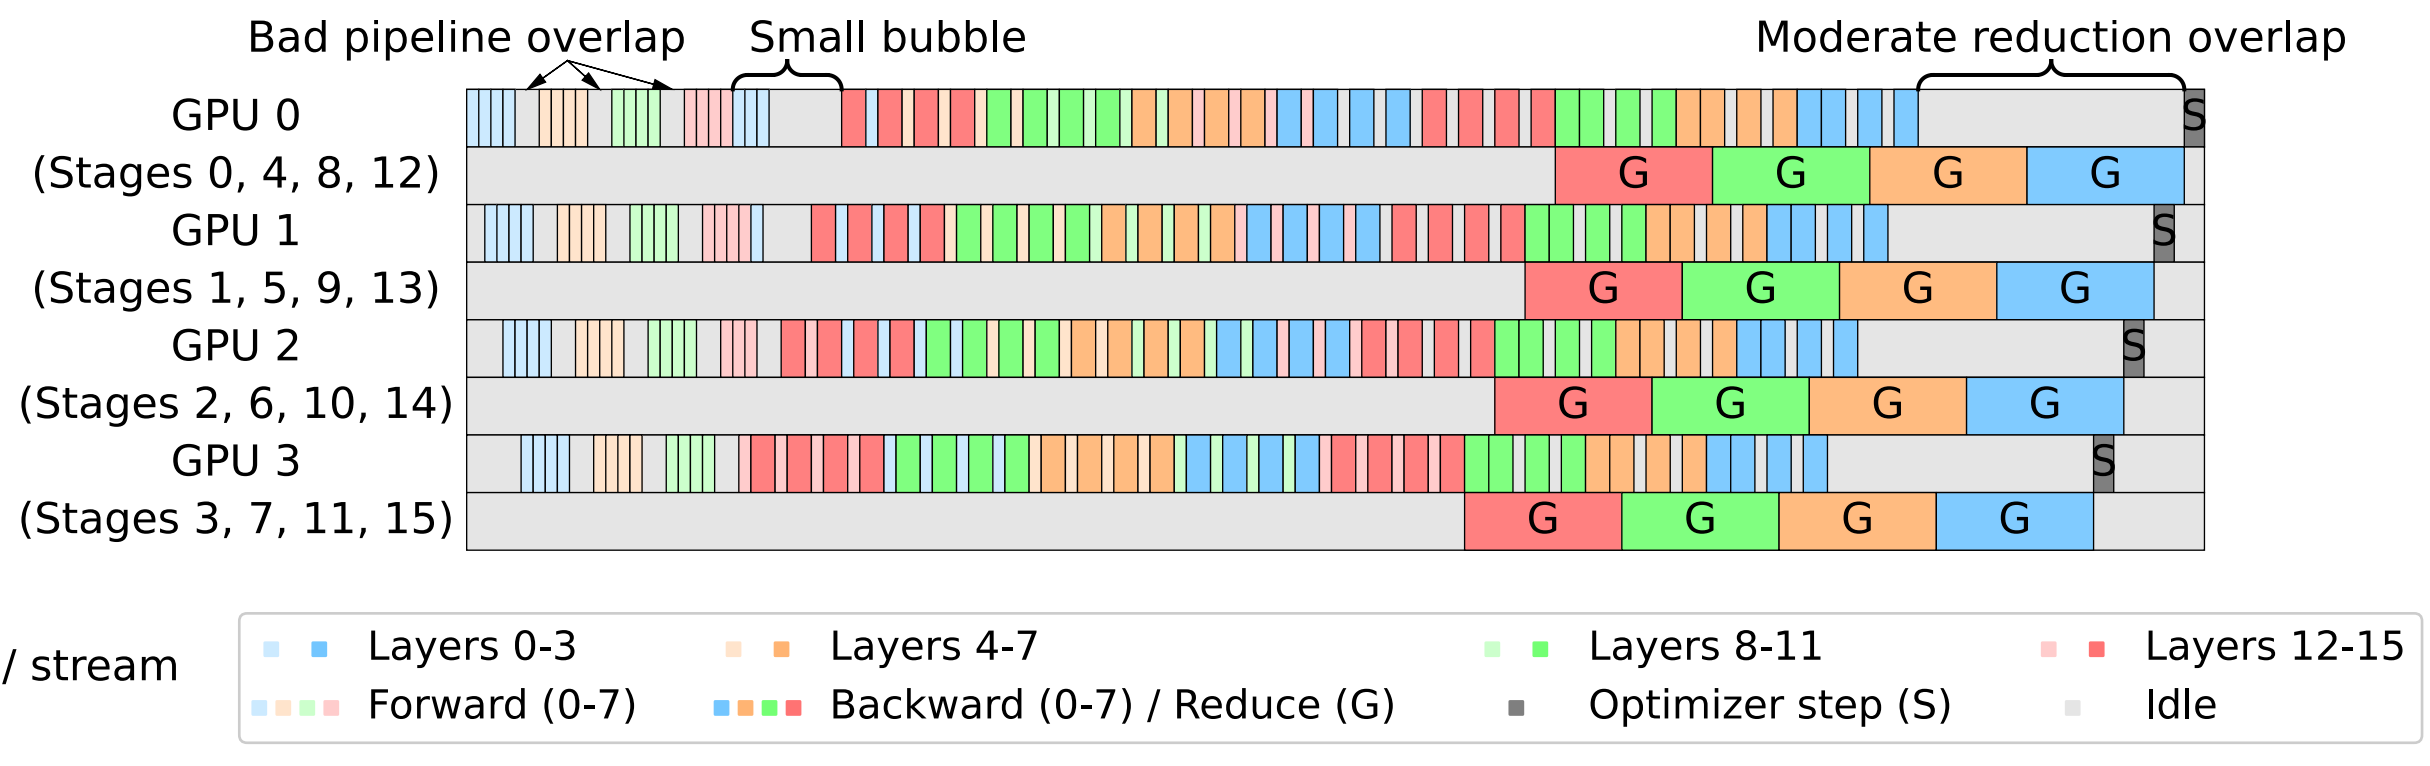 Bad pipeline overlap Small bubble Moderate reduction overlap
GPU 0 S
(Stages 0, 4, 8, 12) G G G G
GPU 1 S
(Stages 1, 5, 9, 13) G G G G
GPU 2 S
(Stages 2, 6, 10, 14) G G G G
GPU 3 S
(Stages 3, 7, 11, 15) G G G G
/ stream
Layers 0-3 Layers 4-7 Layers 8-11 Layers 12-15
Forward (0-7) Backward (0-7) / Reduce (G) Optimizer step (S) Idle